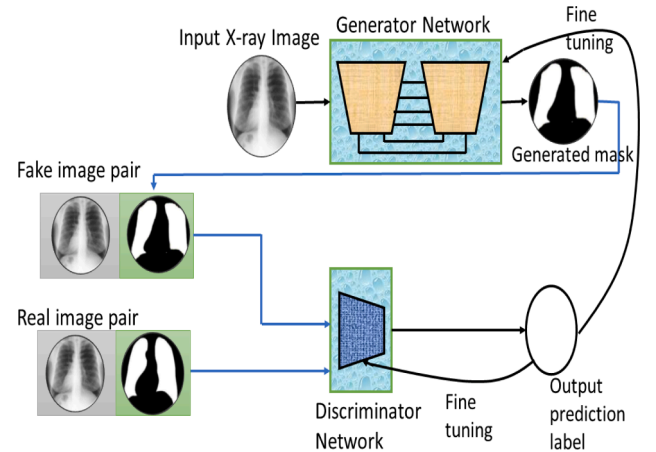 Input X-ray Image
Generator Network
Fine
tuning
Generated mask
Fake image pair
Real image pair
Discriminator
Network
Fine
tuning
Output
prediction
label